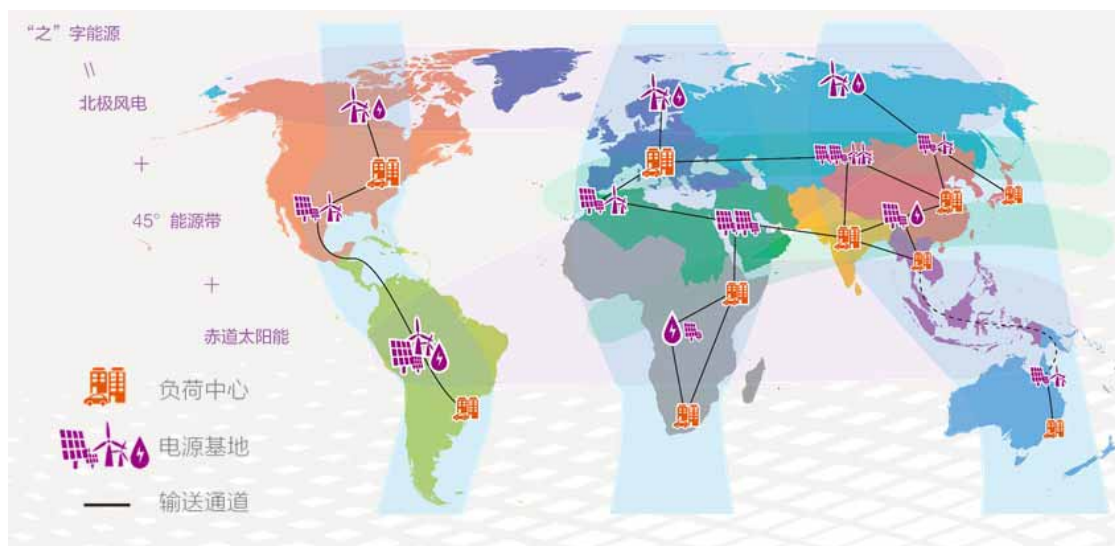 “之”字能源
=
北极风电
+
45°能源带
+
赤道太阳能
负荷中心
电源基地
输送通道